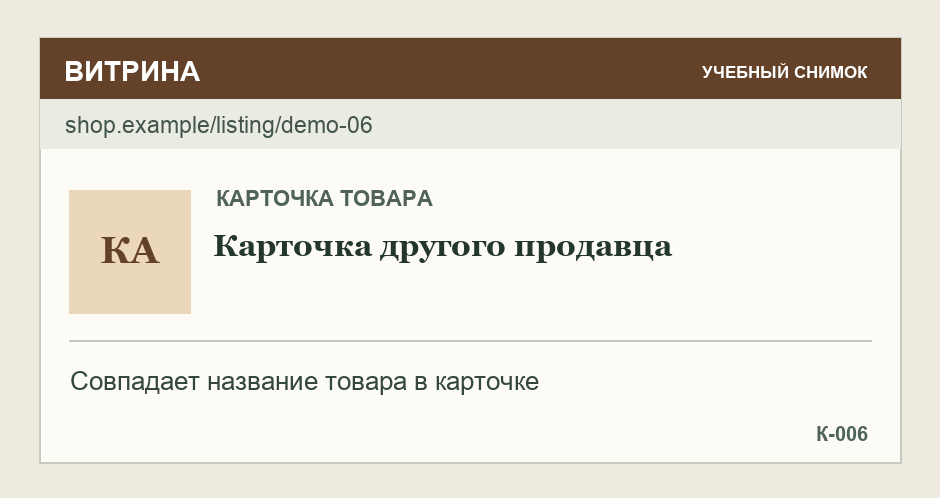 ВИТРИНА
УЧЕБНЫЙ СНИМОК
shop.example/listing/demo-06
КА
КАРТОЧКА ТОВАРА
Карточка другого продавца
Совпадает название товара в карточке
К-006